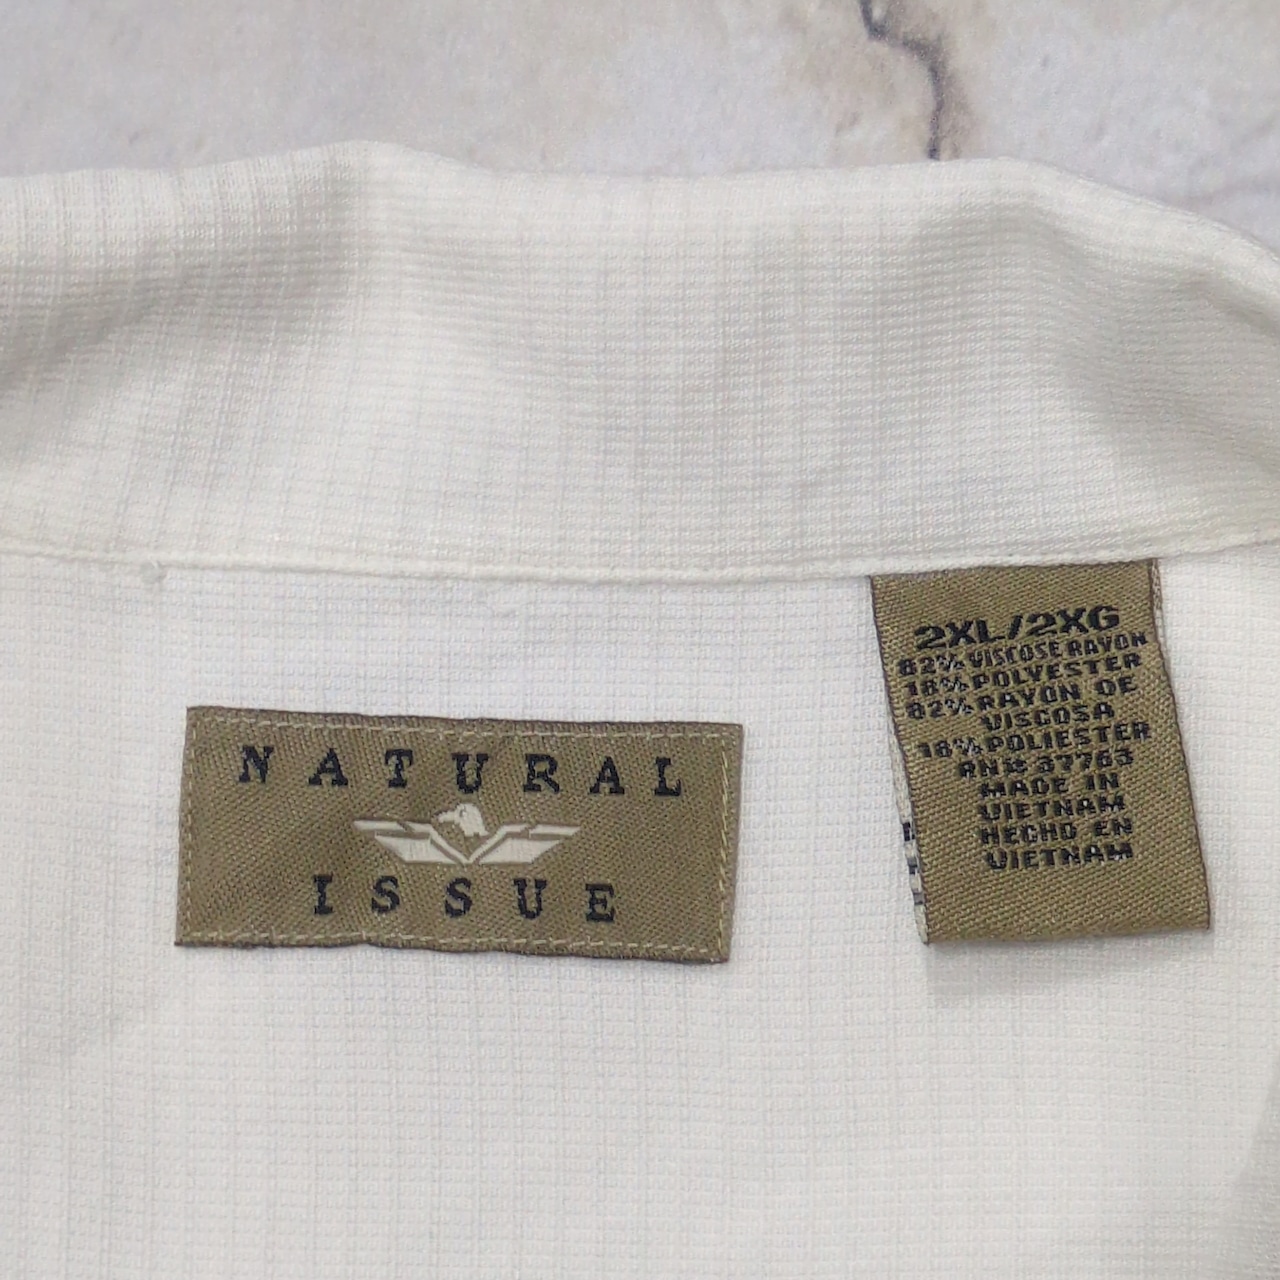 NATURAL
ISSUE
2XL/2XG
82% VISCOSE RAYON
18% POLYESTER
82% RAYON DE
VISCOSA
18% POLIESTER
RN# 37763
MADE IN
VIETNAM
HECHO EN
VIETNAM